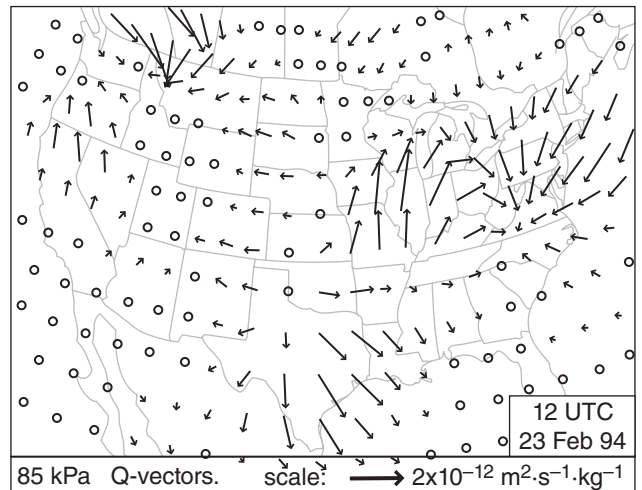 12 UTC
23 Feb 94
85 kPa Q-vectors. scale: 2x10⁻¹² m²·s⁻¹·kg⁻¹